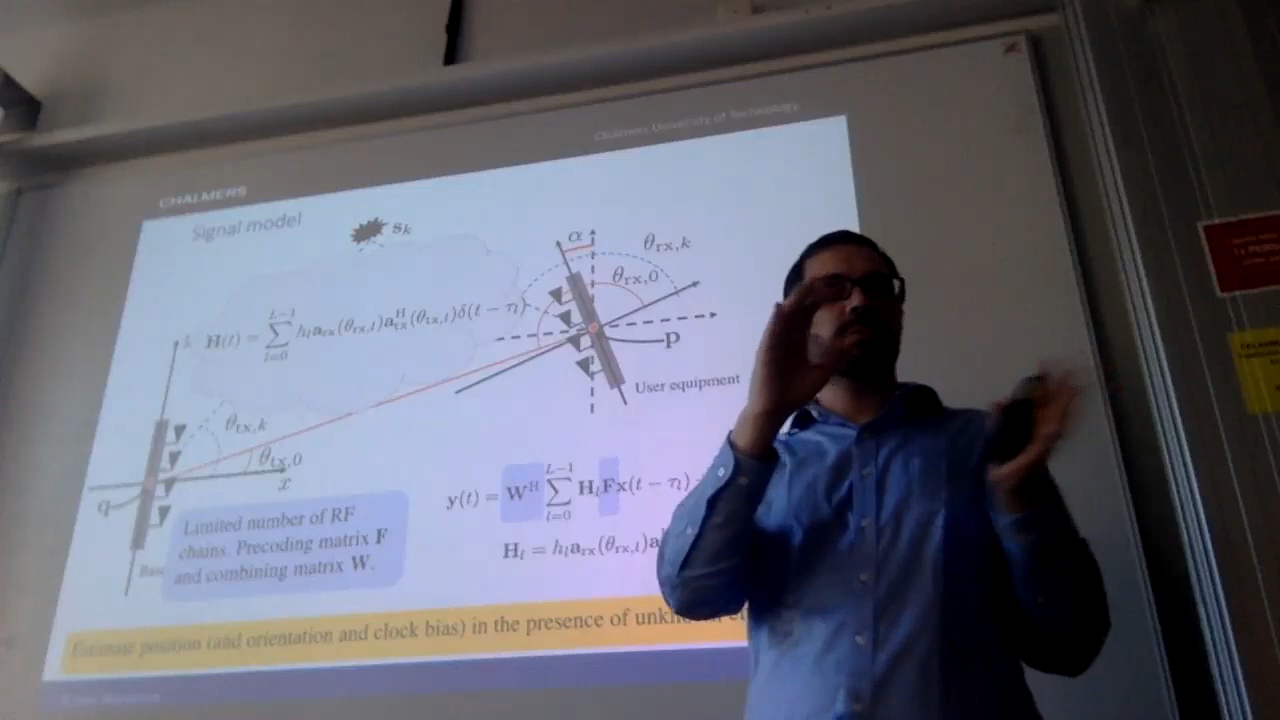 Chalmers University of Technology
CHALMERS
Signal model
s_k
α
θ_rx,k
θ_rx,0
H(t) = ∑_{l=0}^{L-1} h_l a_rx(θ_rx,l) a_tx^H(θ_tx,l) δ(t − τ_l)
p
User equipment
θ_tx,k
θ_tx,0
x
q
y(t) = W^H ∑_{l=0}^{L-1} H_l F x(t − τ_l)
Limited number of RF
chains. Precoding matrix F
and combining matrix W.
H_l = h_l a_rx(θ_rx,l) a
Estimate position (and orientation and clock bias) in the presence of